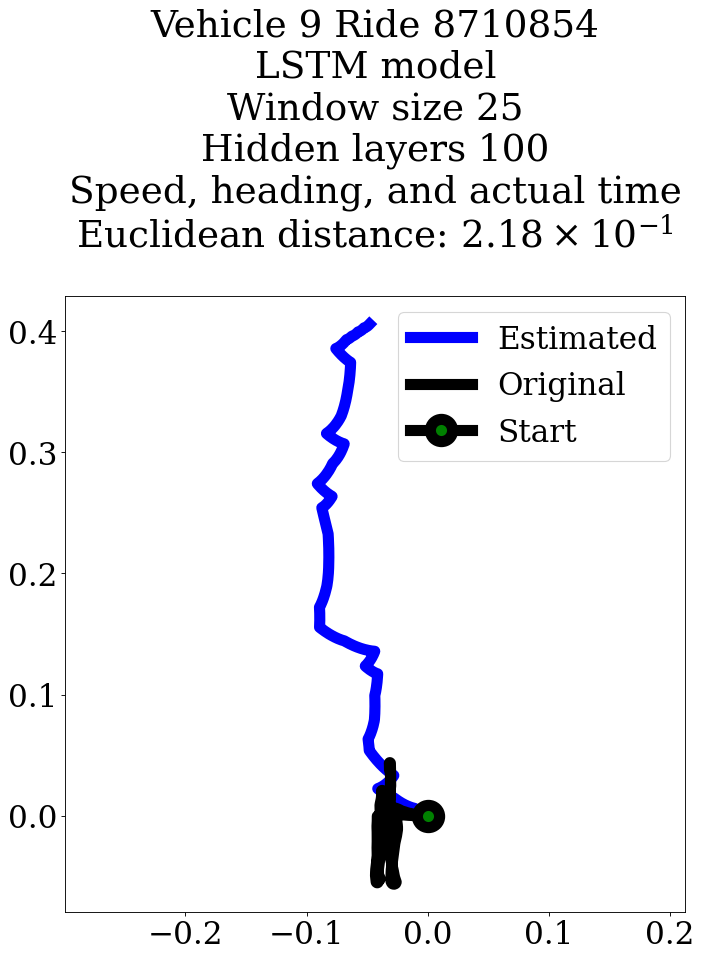 Vehicle 9 Ride 8710854
LSTM model
Window size 25
Hidden layers 100
Speed, heading, and actual time
Euclidean distance: 2.18 × 10⁻¹
Estimated
Original
Start
0.4
0.3
0.2
0.1
0.0
−0.2
−0.1
0.0
0.1
0.2